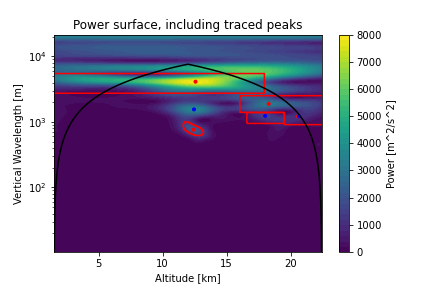 Power surface, including traced peaks
8000
7000
6000
5000
4000
3000
2000
1000
0
Power [m^2/s^2]
10^4
10^3
10^2
Vertical Wavelength [m]
5 10 15 20
Altitude [km]